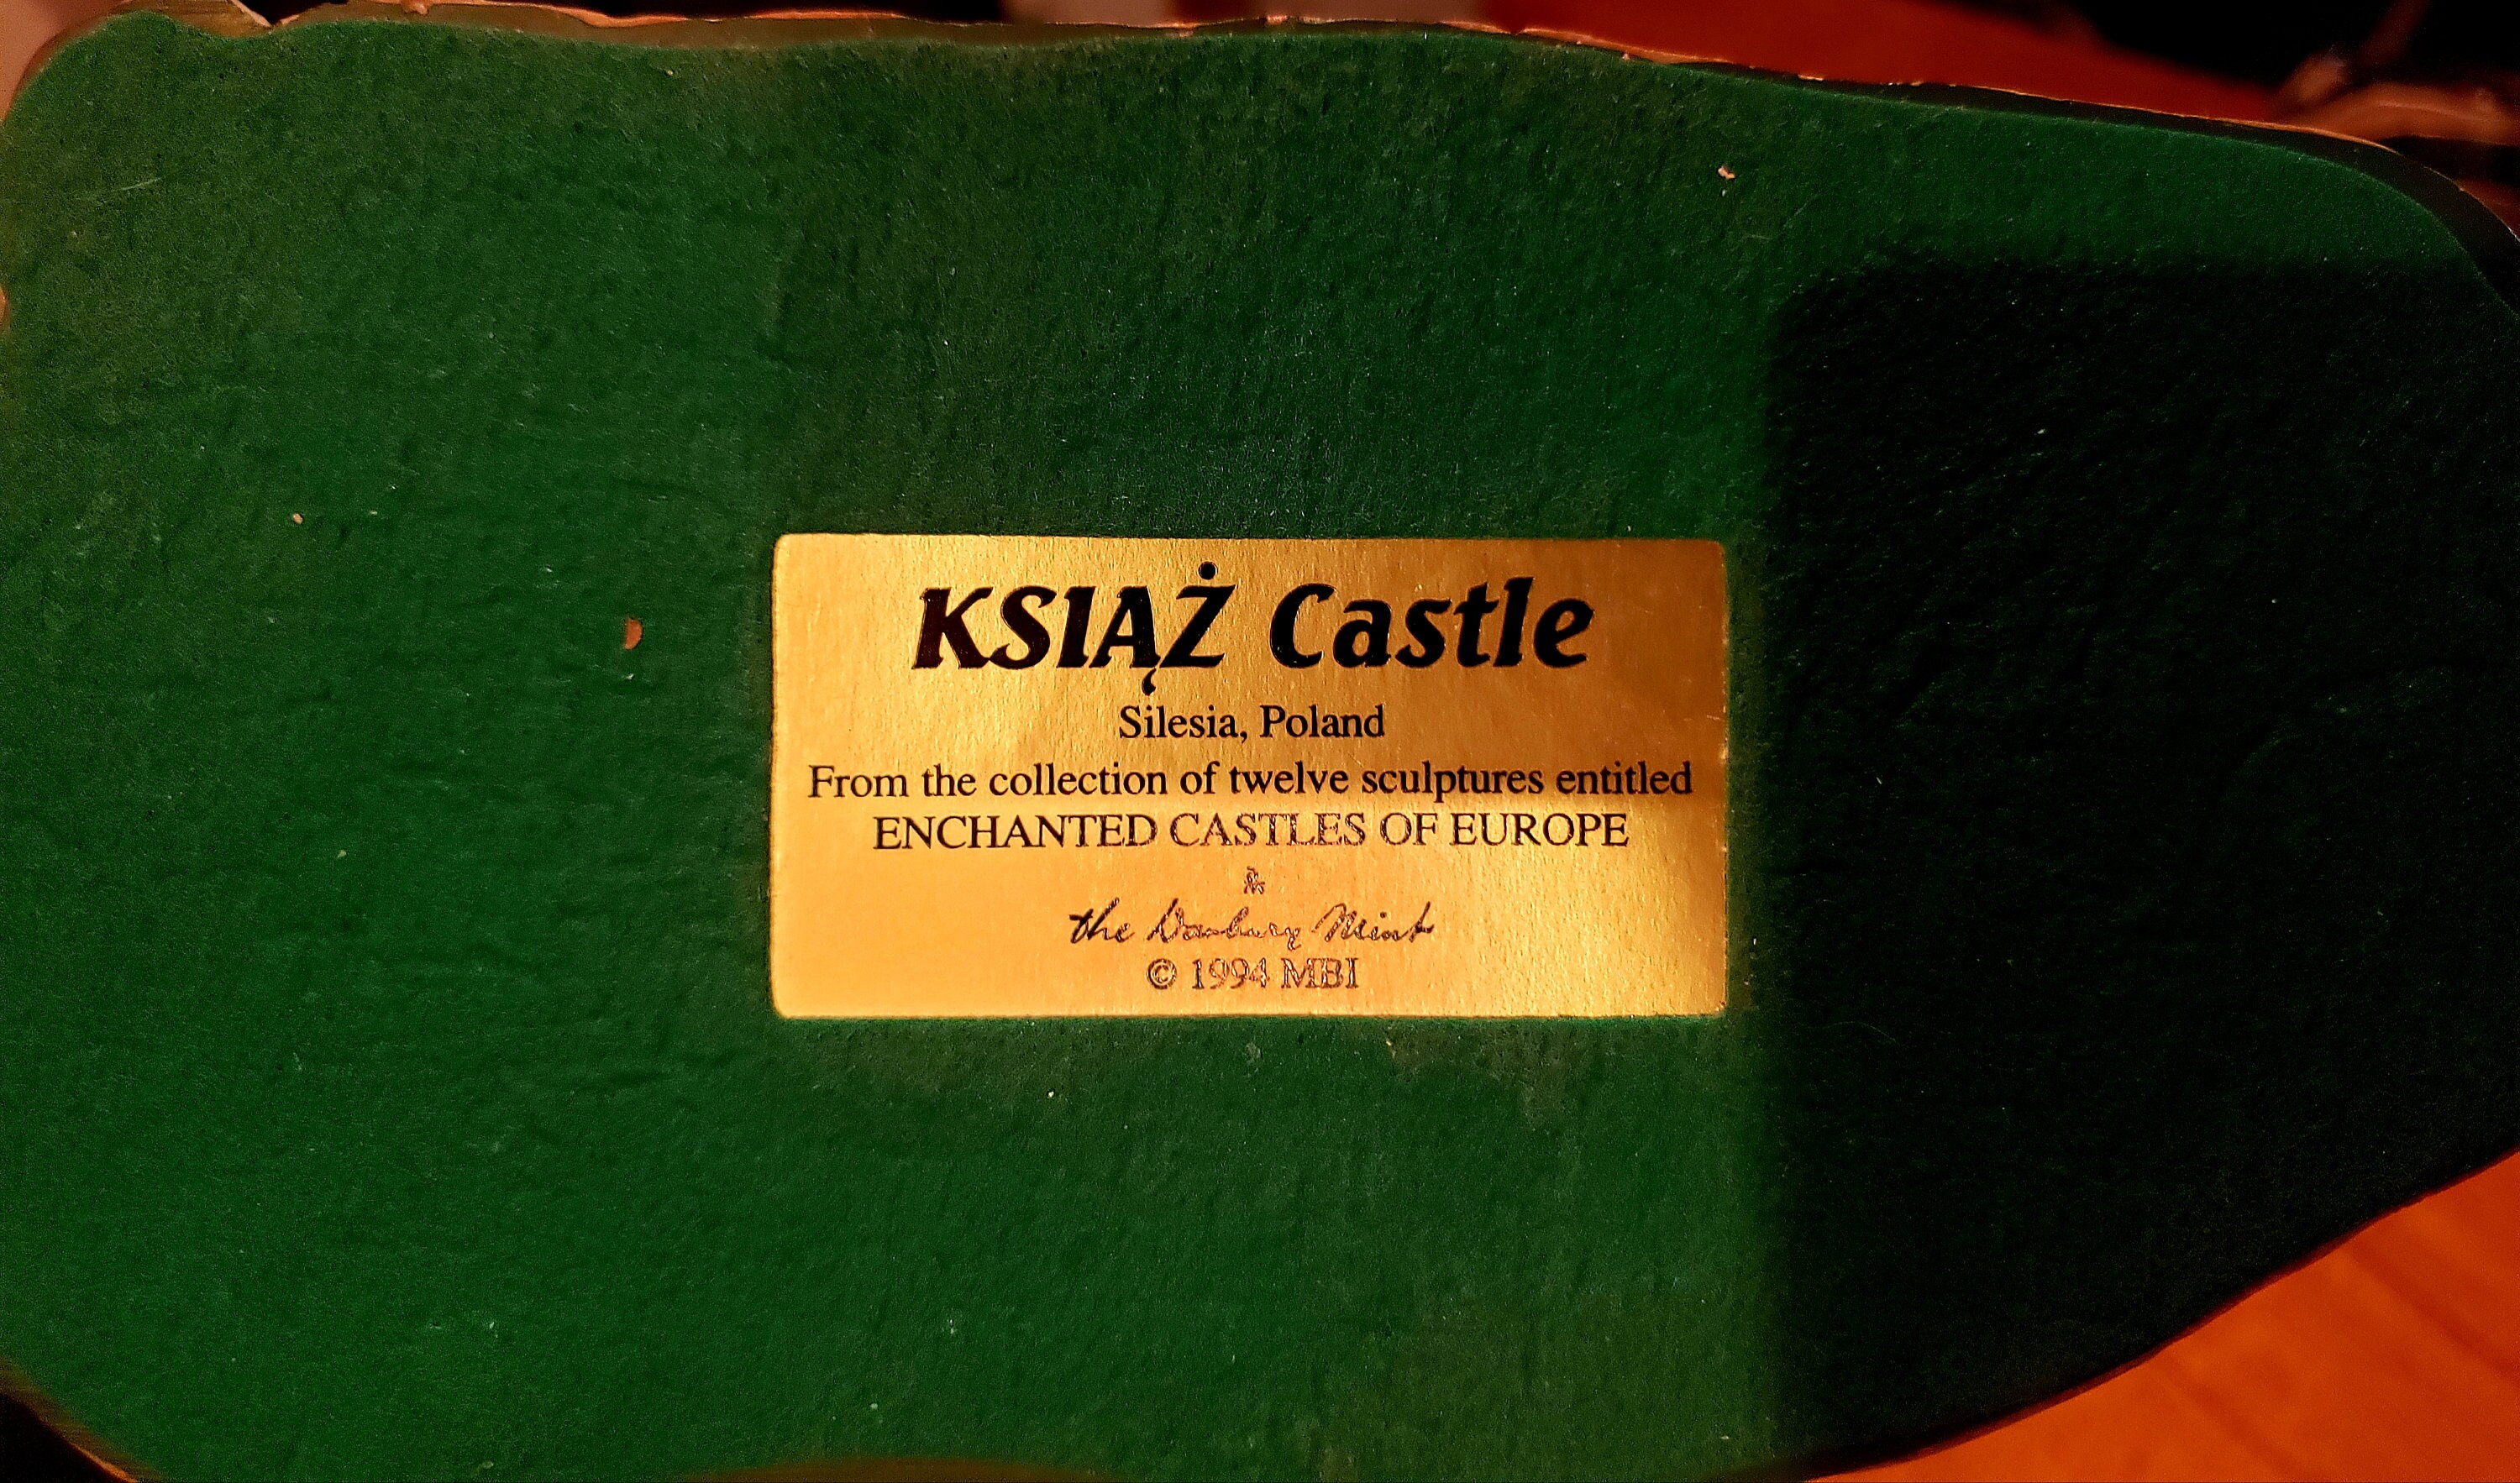 KSIĄŻ Castle
Silesia, Poland
From the collection of twelve sculptures entitled
ENCHANTED CASTLES OF EUROPE
the Danbury Mint
© 1994 MBI